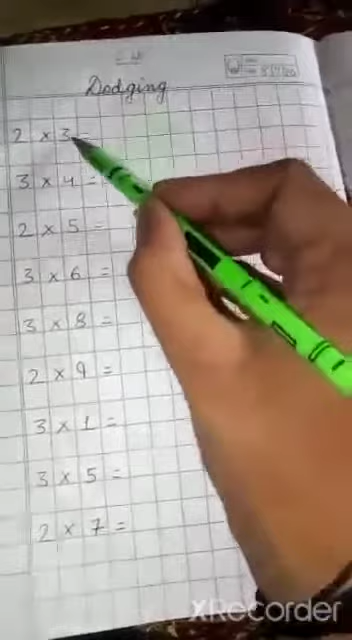 Dodging
2 × 3 =
3 × 4 =
2 × 5 =
3 × 6 =
3 × 8 =
2 × 9 =
3 × 1 =
3 × 5 =
2 × 7 =
XRecorder